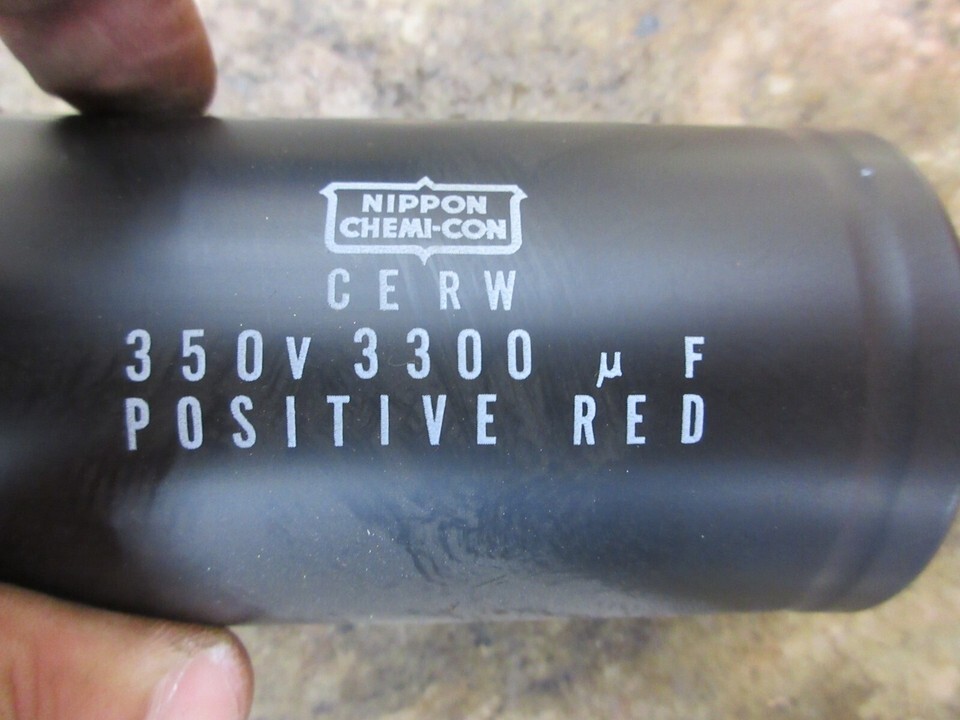 NIPPON
CHEMI-CON
CERW
350V 3300 μF
POSITIVE RED